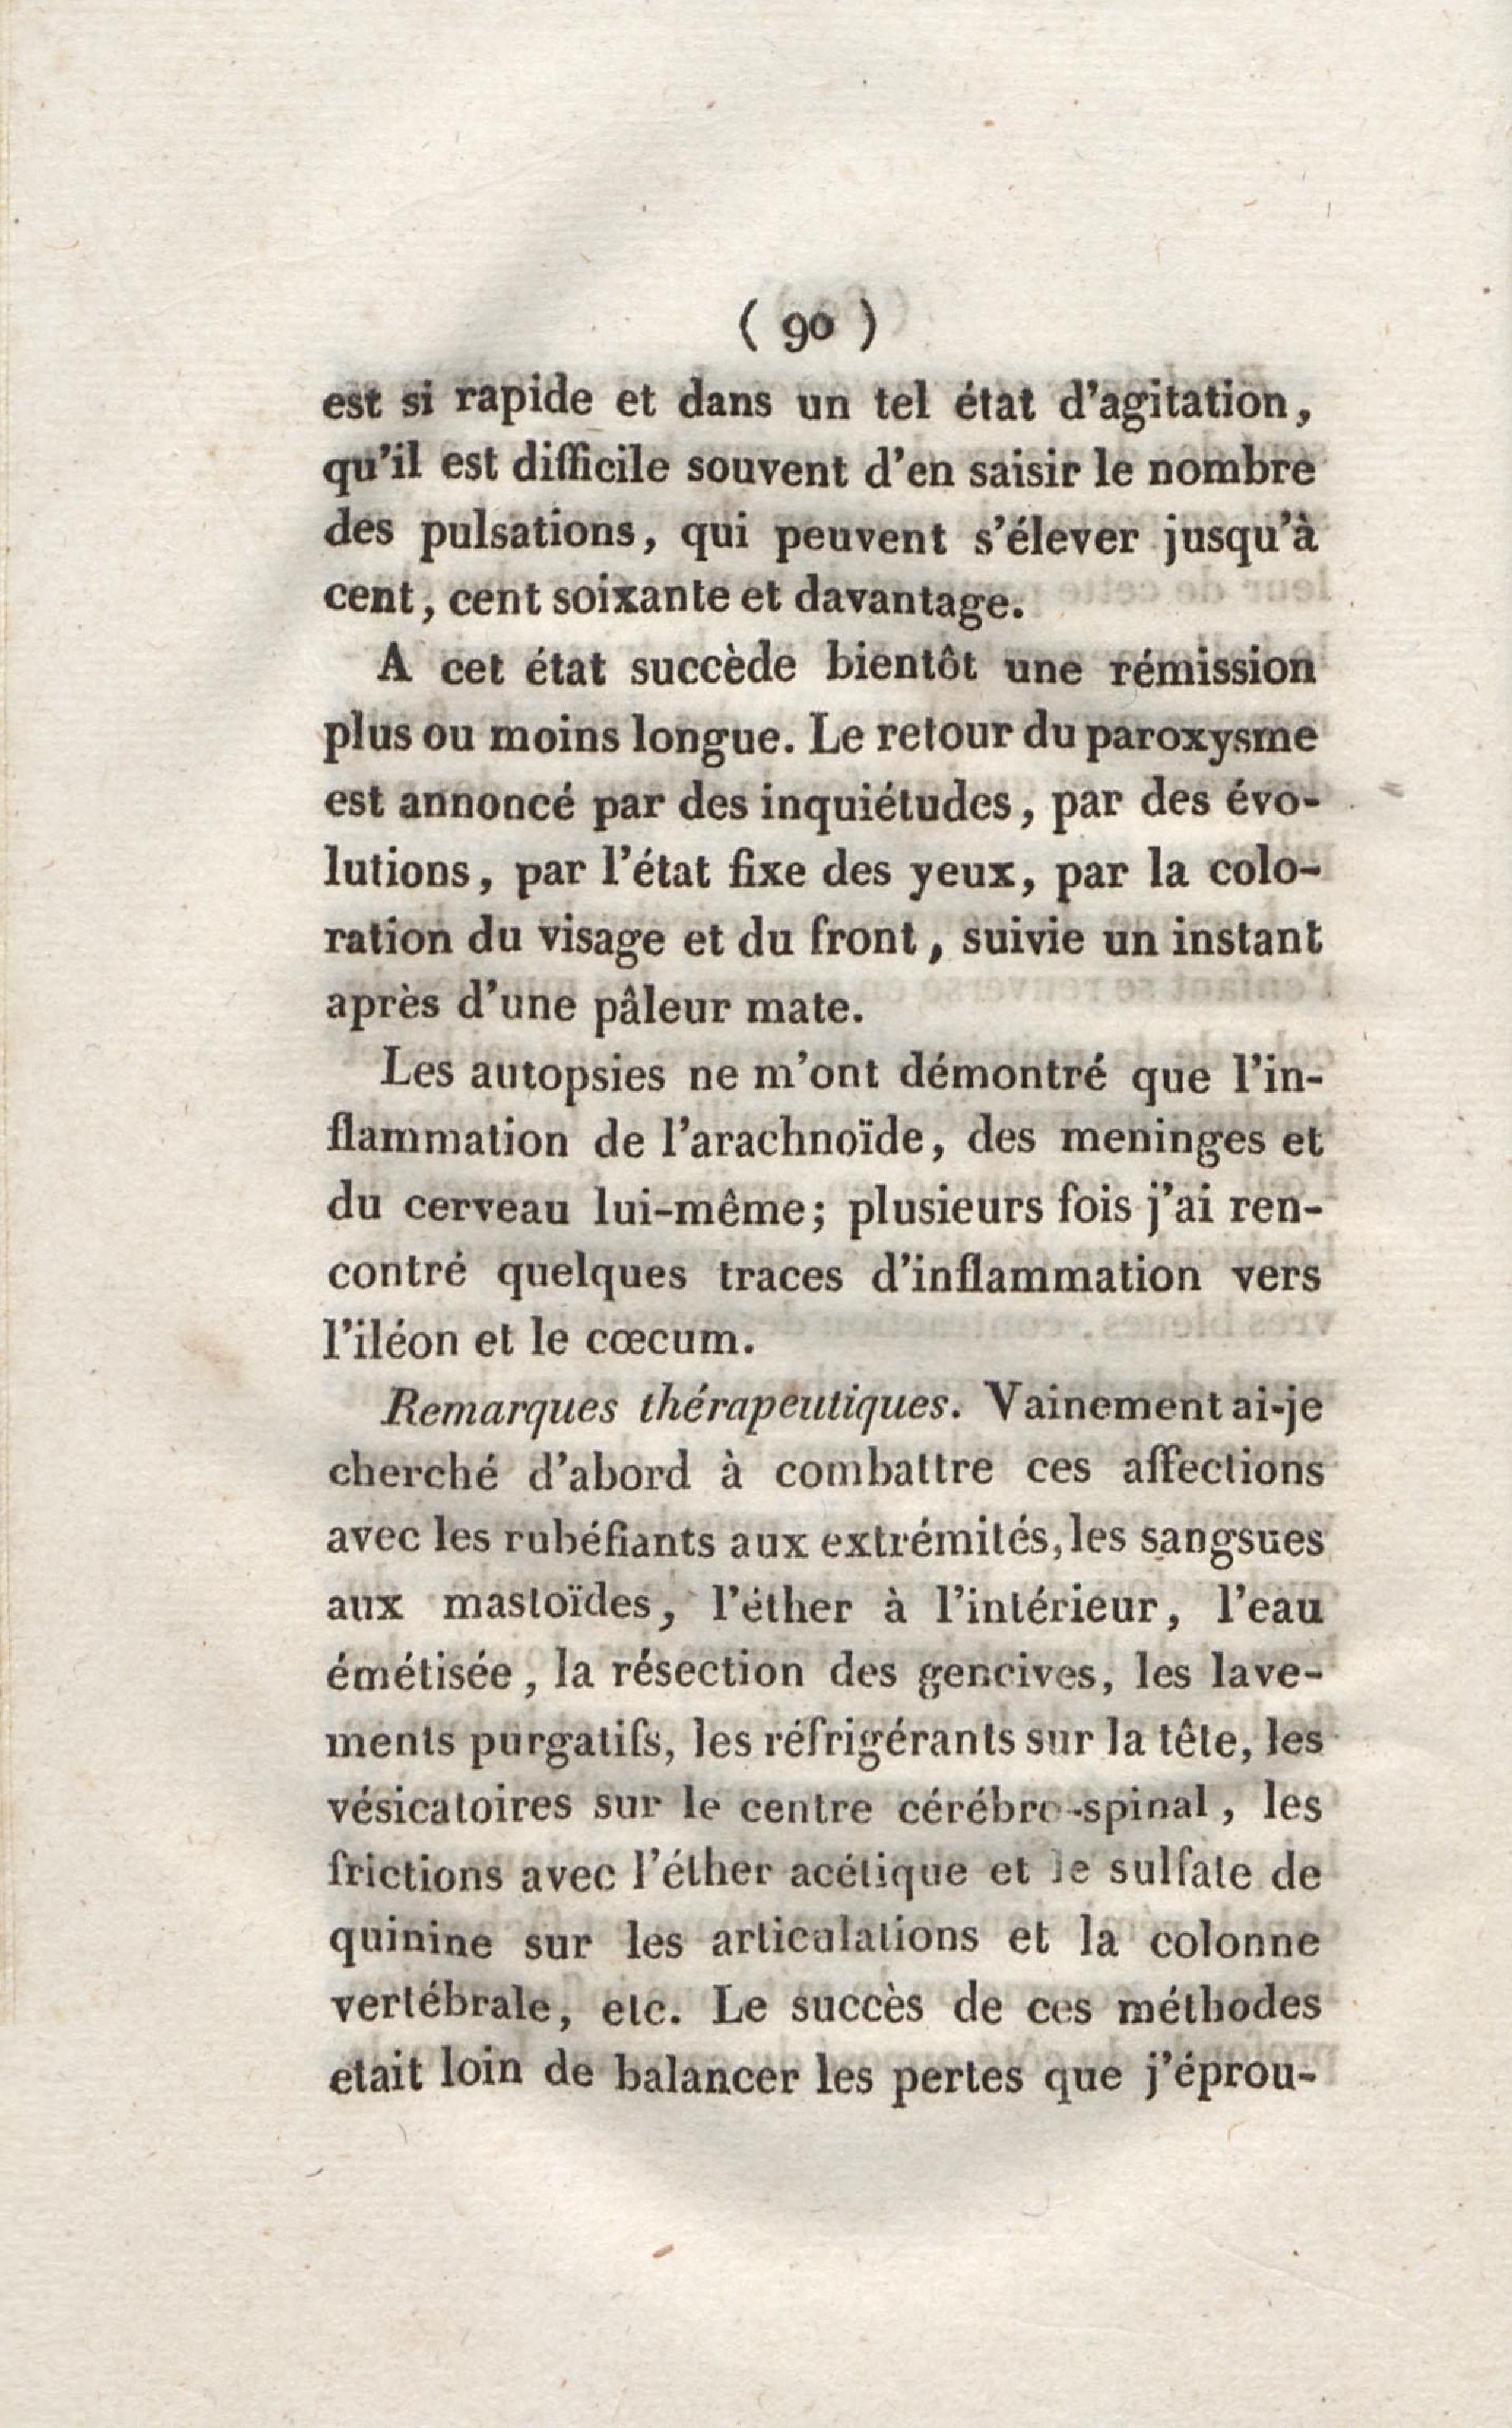 ( 90 )
est si rapide et dans un tel état d'agitation,
qu'il est difficile souvent d'en saisir le nombre
des pulsations, qui peuvent s'élever jusqu'à
cent, cent soixante et davantage.
A cet état succède bientôt une rémission
plus ou moins longue. Le retour du paroxysme
est annoncé par des inquiétudes, par des évo-
lutions, par l'état fixe des yeux, par la colo-
ration du visage et du front, suivie un instant
après d'une pâleur mate.
Les autopsies ne m'ont démontré que l'in-
flammation de l'arachnoïde, des meninges et
du cerveau lui-même; plusieurs fois j'ai ren-
contré quelques traces d'inflammation vers
l'iléon et le cœcum.
Remarques thérapeutiques. Vainement ai-je
cherché d'abord à combattre ces affections
avec les rubéfiants aux extrémités, les sangsues
aux mastoïdes, l'éther à l'intérieur, l'eau
émétisée, la résection des gencives, les lave-
ments purgatifs, les réfrigérants sur la tête, les
vésicatoires sur le centre cérébro-spinal, les
frictions avec l'éther acétique et le sulfate de
quinine sur les articulations et la colonne
vertébrale, etc. Le succès de ces méthodes
etait loin de balancer les pertes que j'éprou-